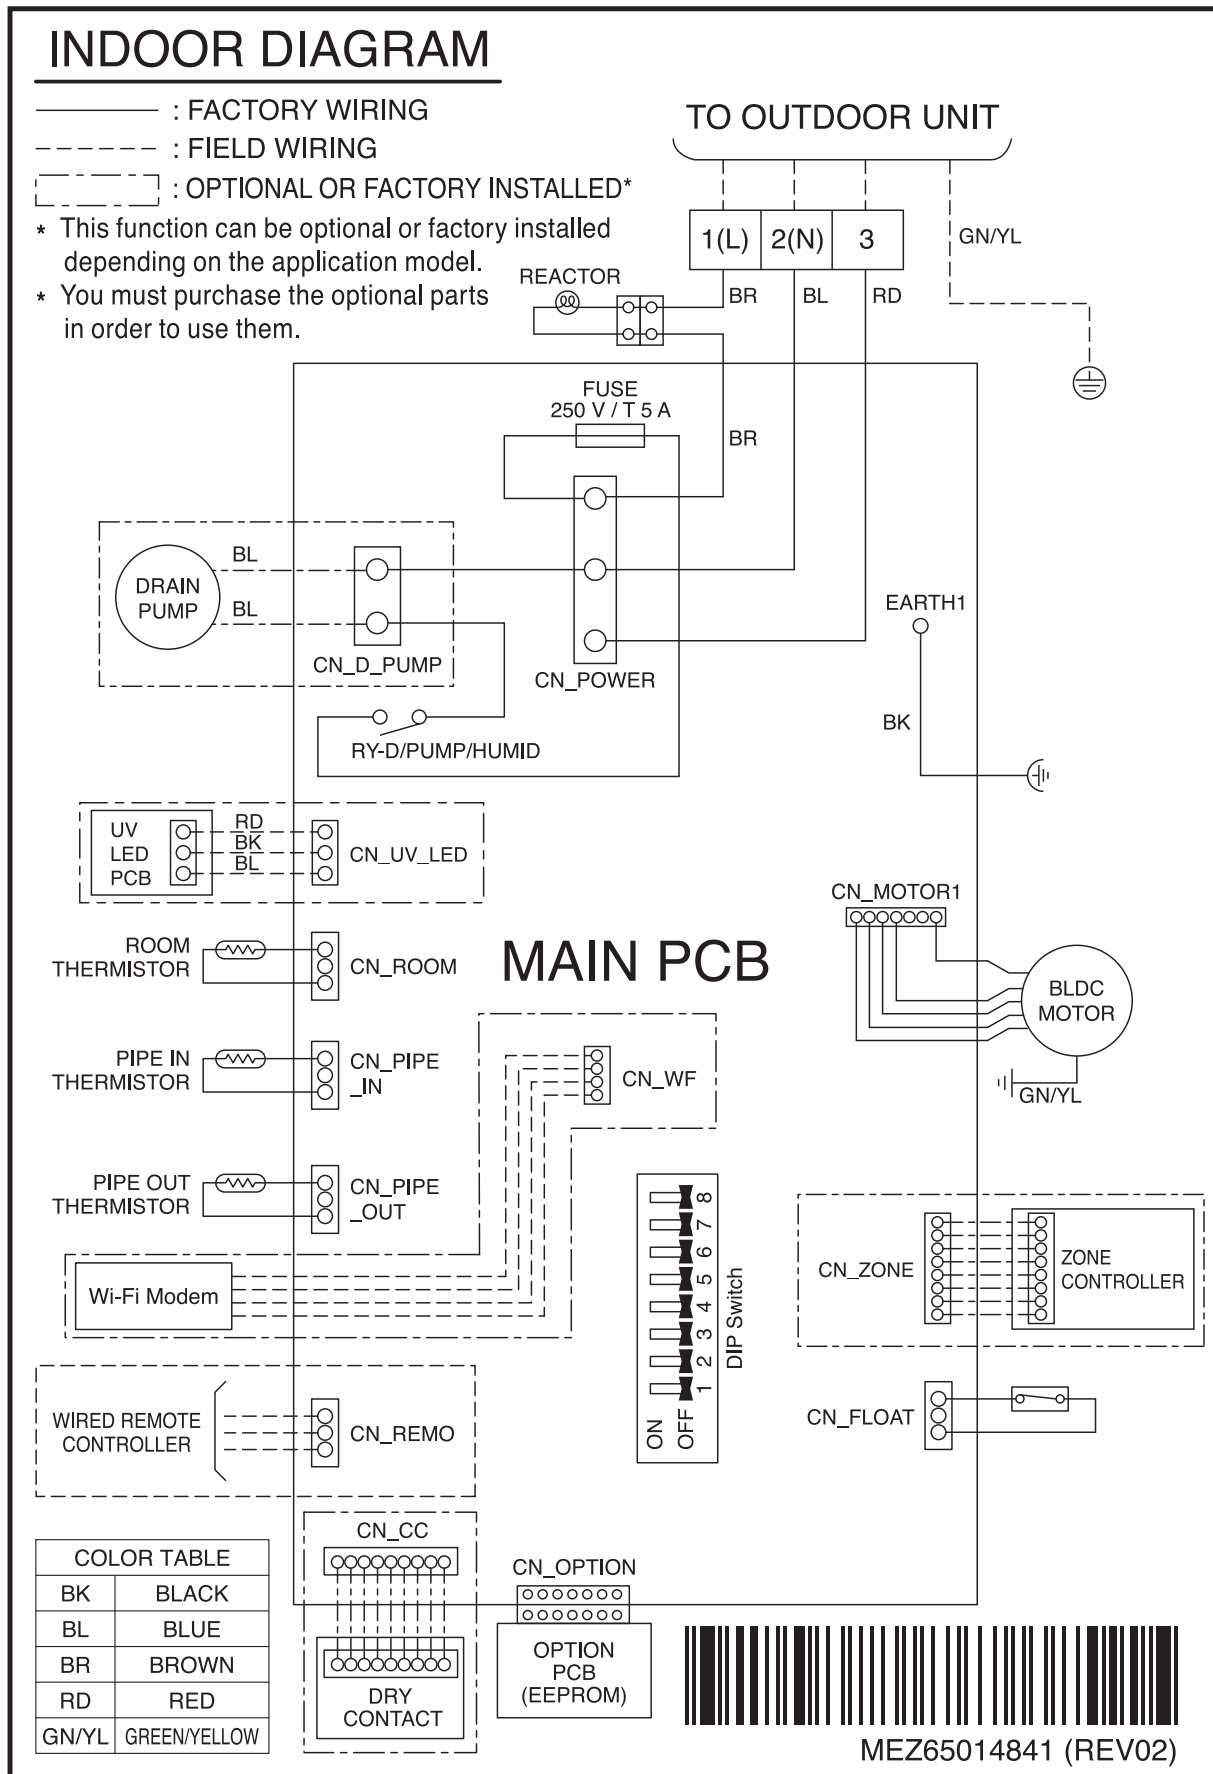 INDOOR DIAGRAM
: FACTORY WIRING
: FIELD WIRING
: OPTIONAL OR FACTORY INSTALLED*
* This function can be optional or factory installed
depending on the application model.
* You must purchase the optional parts
in order to use them.
TO OUTDOOR UNIT
1(L) 2(N) 3
GN/YL
BR BL RD
REACTOR
FUSE
250 V / T 5 A
BR
DRAIN
PUMP
BL
BL
CN_D_PUMP
CN_POWER
RY-D/PUMP/HUMID
EARTH1
BK
UV
LED
PCB
RD
BK
BL
CN_UV_LED
ROOM
THERMISTOR
CN_ROOM
MAIN PCB
CN_MOTOR1
BLDC
MOTOR
GN/YL
PIPE IN
THERMISTOR
CN_PIPE
_IN
CN_WF
PIPE OUT
THERMISTOR
CN_PIPE
_OUT
Wi-Fi Modem
8
7
6
5
4
3
2
1
ON
OFF
DIP Switch
CN_ZONE
ZONE
CONTROLLER
WIRED REMOTE
CONTROLLER
CN_REMO
CN_FLOAT
CN_CC
DRY
CONTACT
CN_OPTION
OPTION
PCB
(EEPROM)
COLOR TABLE
BK BLACK
BL BLUE
BR BROWN
RD RED
GN/YL GREEN/YELLOW
MEZ65014841 (REV02)